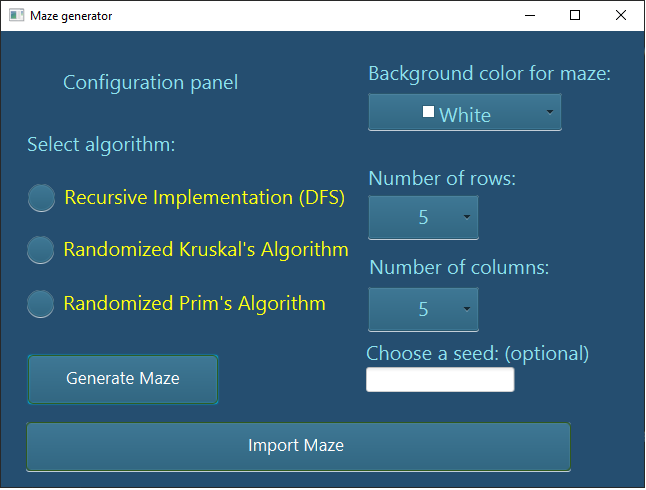 Maze generator
Configuration panel
Select algorithm:
Recursive Implementation (DFS)
Randomized Kruskal's Algorithm
Randomized Prim's Algorithm
Generate Maze
Background color for maze:
White
Number of rows:
5
Number of columns:
5
Choose a seed: (optional)
Import Maze